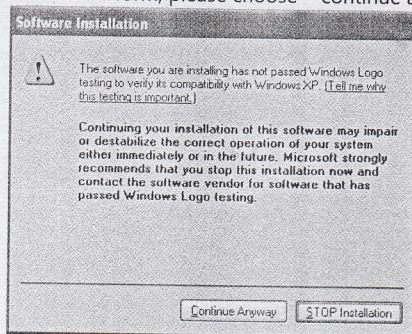 please choose " continue a
Software Installation
The software you are installing has not passed Windows Logo
testing to verify its compatibility with Windows XP. (Tell me why
this testing is important.)
Continuing your installation of this software may impair
or destabilize the correct operation of your system
either immediately or in the future. Microsoft strongly
recommends that you stop this installation now and
contact the software vendor for software that has
passed Windows Logo testing.
Continue Anyway
STOP Installation